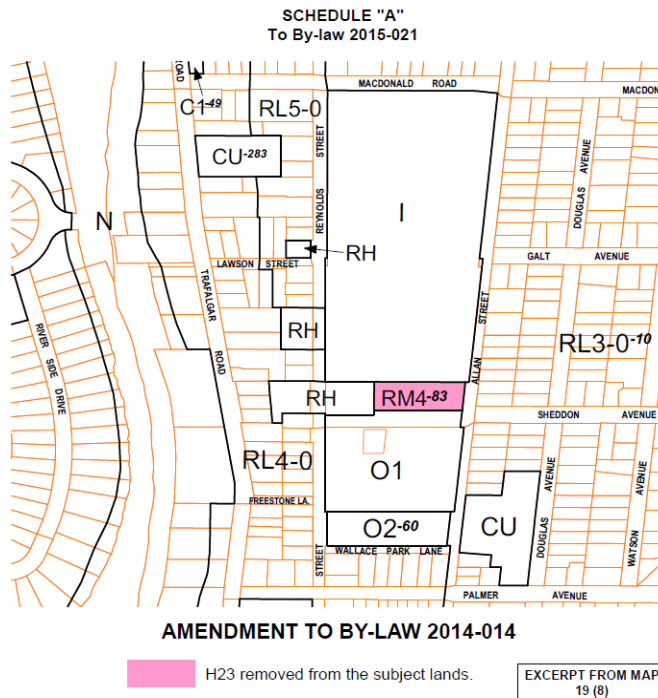 SCHEDULE "A"
To By-law 2015-021
ROAD
MACDONALD ROAD
MACDON
C1-49
RL5-0
STREET
DOUGLAS AVENUE
CU-283
REYNOLDS
N
I
RH
LAWSON STREET
GALT AVENUE
TRAFALGAR
STREET
RH
RL3-0-10
RIVER SIDE DRIVE
ROAD
ALLAN
RH
RM4-83
SHEDDON AVENUE
RL4-0
O1
AVENUE
AVENUE
FREESTONE LA.
O2-60
CU
DOUGLAS
WATSON
STREET
WALLACE PARK LANE
PALMER AVENUE
AMENDMENT TO BY-LAW 2014-014
H23 removed from the subject lands.
EXCERPT FROM MAP
19 (8)